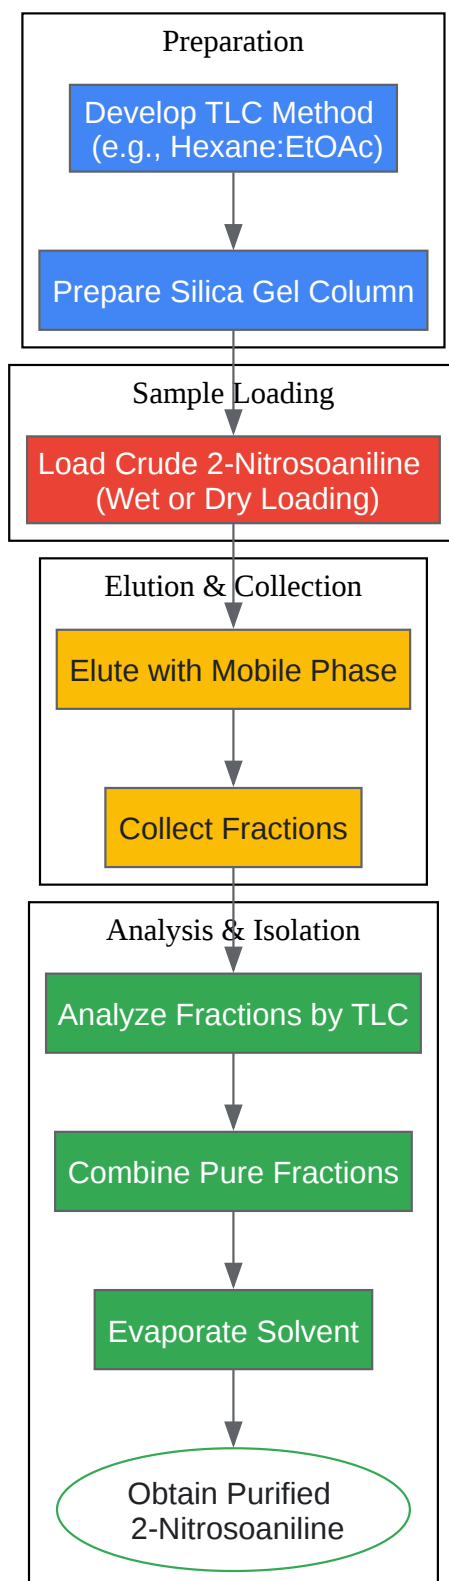 Preparation
Develop TLC Method
(e.g., Hexane:EtOAc)
Prepare Silica Gel Column
Sample Loading
Load Crude 2-Nitrosoaniline
(Wet or Dry Loading)
Elution & Collection
Elute with Mobile Phase
Collect Fractions
Analysis & Isolation
Analyze Fractions by TLC
Combine Pure Fractions
Evaporate Solvent
Obtain Purified
2-Nitrosoaniline